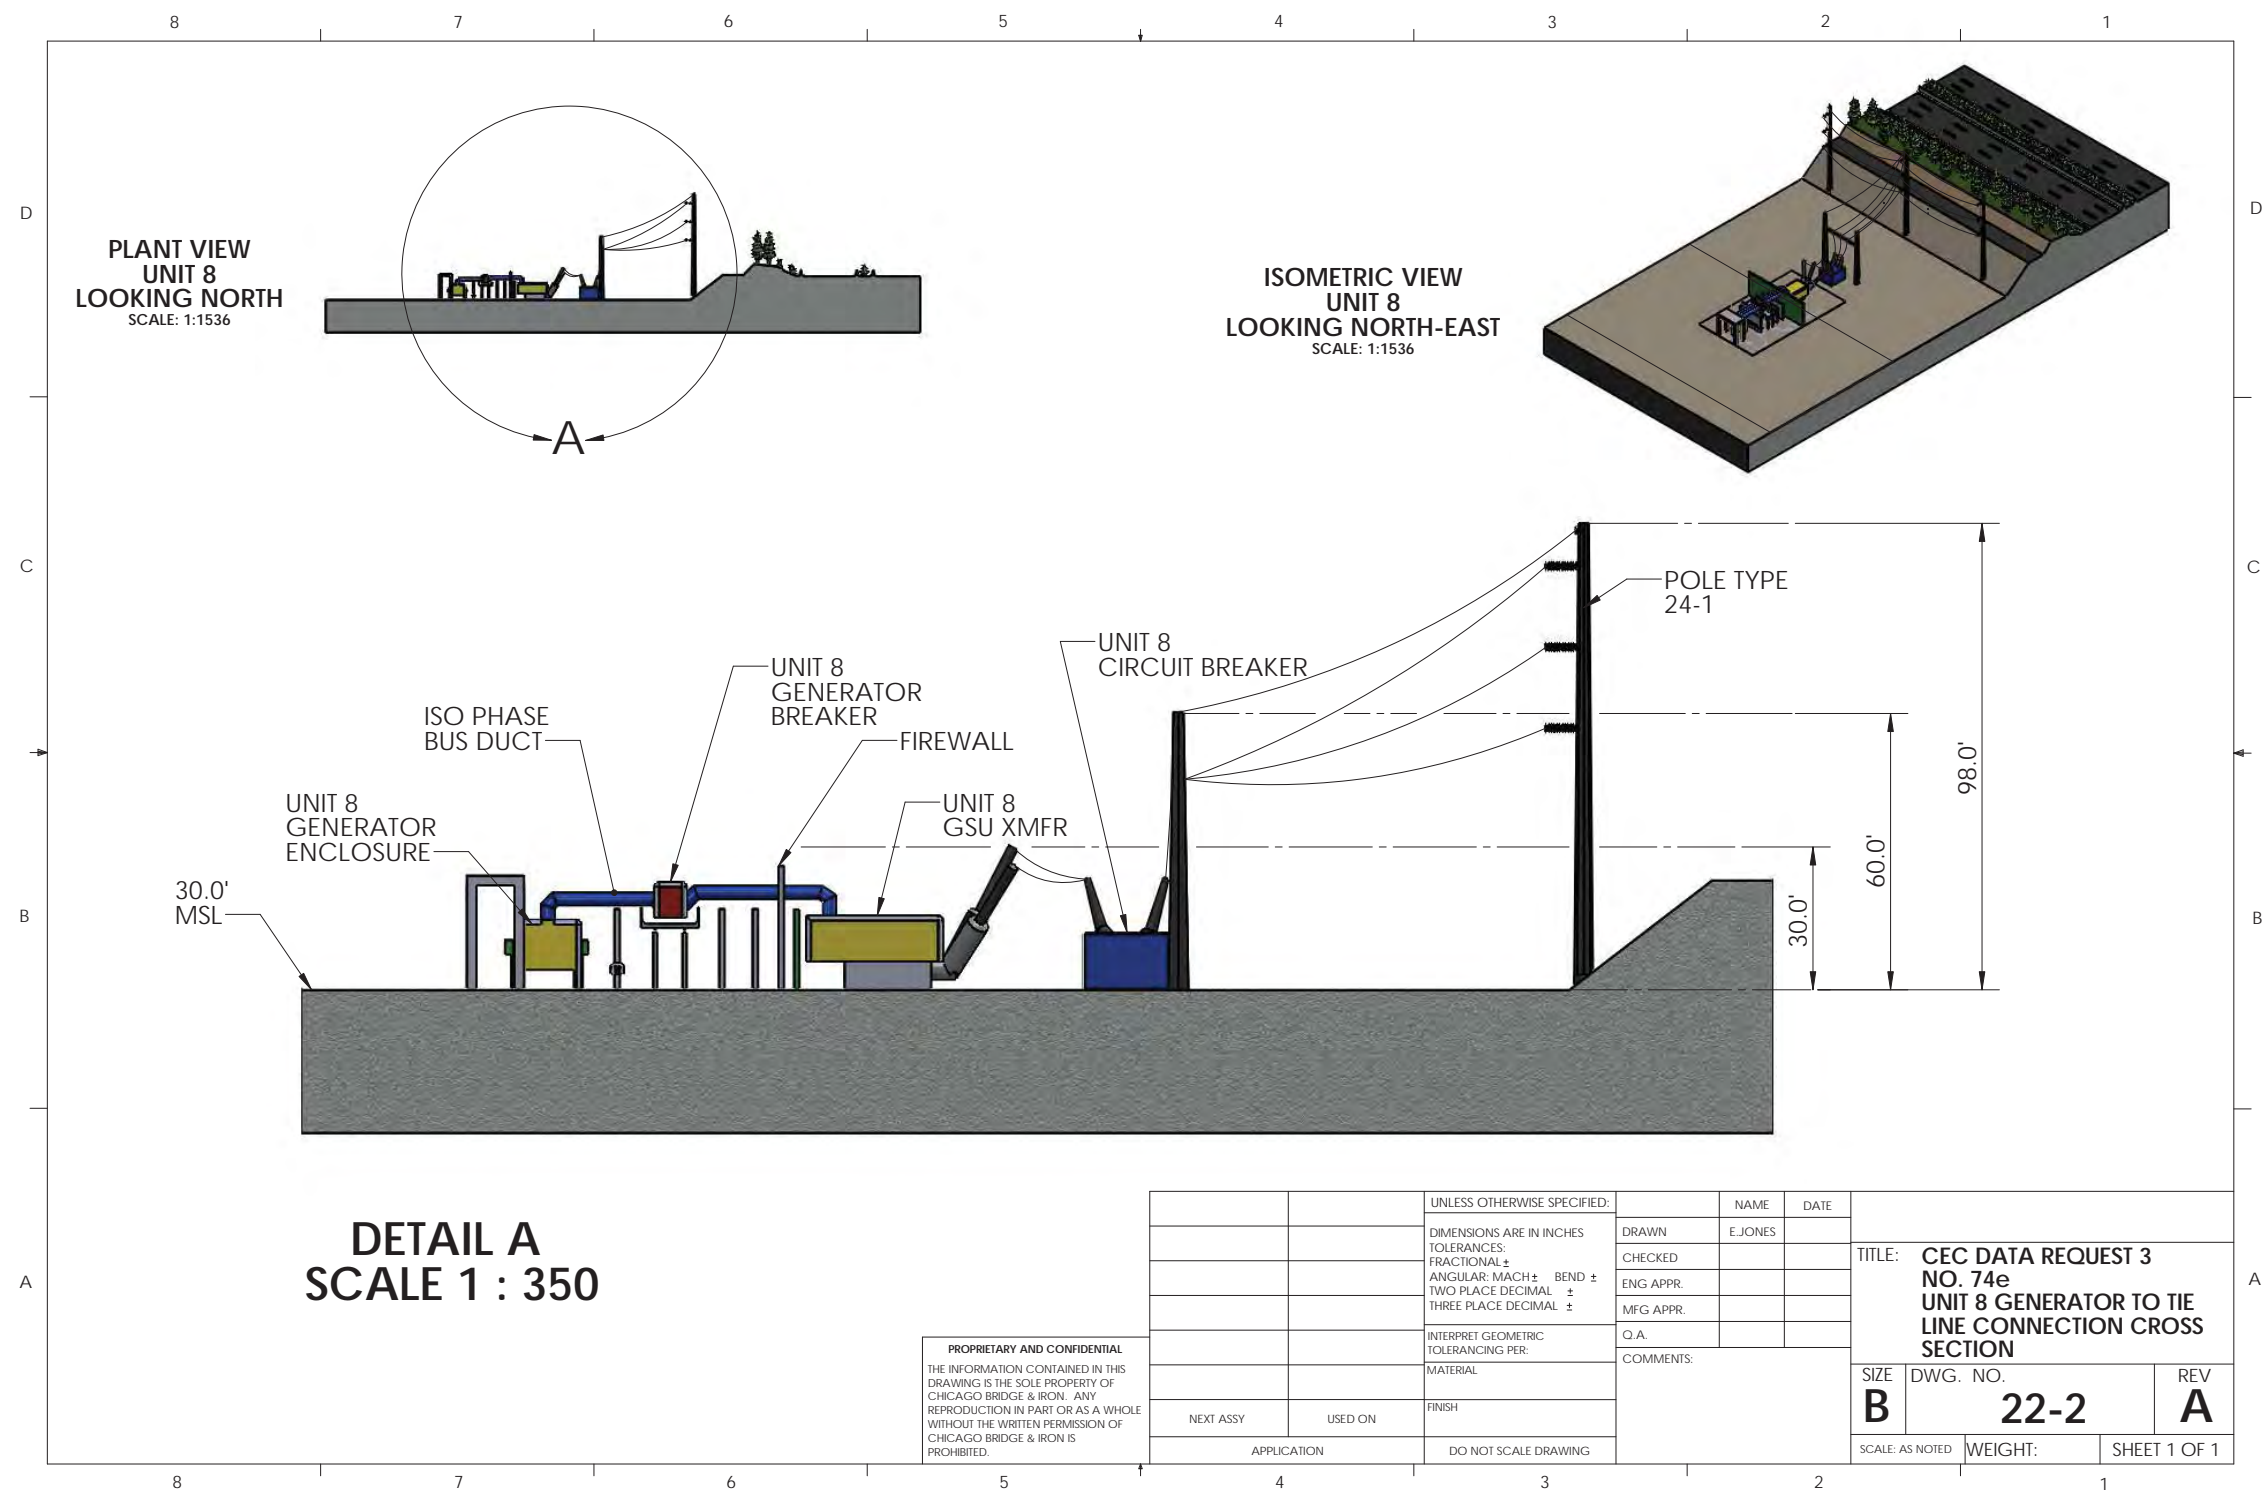 8 7 6 5 4 3 2 1
D
D
PLANT VIEW
UNIT 8
LOOKING NORTH
SCALE: 1:1536
A
ISOMETRIC VIEW
UNIT 8
LOOKING NORTH-EAST
SCALE: 1:1536
C
C
POLE TYPE
24-1
UNIT 8
CIRCUIT BREAKER
UNIT 8
GENERATOR
BREAKER
ISO PHASE
BUS DUCT
FIREWALL
UNIT 8
GENERATOR
ENCLOSURE
UNIT 8
GSU XMFR
30.0'
MSL
30.0'
60.0'
98.0'
B
B
DETAIL A
SCALE 1 : 350
A
A
PROPRIETARY AND CONFIDENTIAL
THE INFORMATION CONTAINED IN THIS
DRAWING IS THE SOLE PROPERTY OF
CHICAGO BRIDGE & IRON. ANY
REPRODUCTION IN PART OR AS A WHOLE
WITHOUT THE WRITTEN PERMISSION OF
CHICAGO BRIDGE & IRON IS
PROHIBITED.
NEXT ASSY
USED ON
APPLICATION
UNLESS OTHERWISE SPECIFIED:
DIMENSIONS ARE IN INCHES
TOLERANCES:
FRACTIONAL ±
ANGULAR: MACH ± BEND ±
TWO PLACE DECIMAL ±
THREE PLACE DECIMAL ±
INTERPRET GEOMETRIC
TOLERANCING PER:
MATERIAL
FINISH
DO NOT SCALE DRAWING
NAME DATE
DRAWN E.JONES
CHECKED
ENG APPR.
MFG APPR.
Q.A.
COMMENTS:
TITLE: CEC DATA REQUEST 3
NO. 74e
UNIT 8 GENERATOR TO TIE
LINE CONNECTION CROSS
SECTION
SIZE DWG. NO. REV
B 22-2 A
SCALE: AS NOTED WEIGHT: SHEET 1 OF 1
8 7 6 5 4 3 2 1